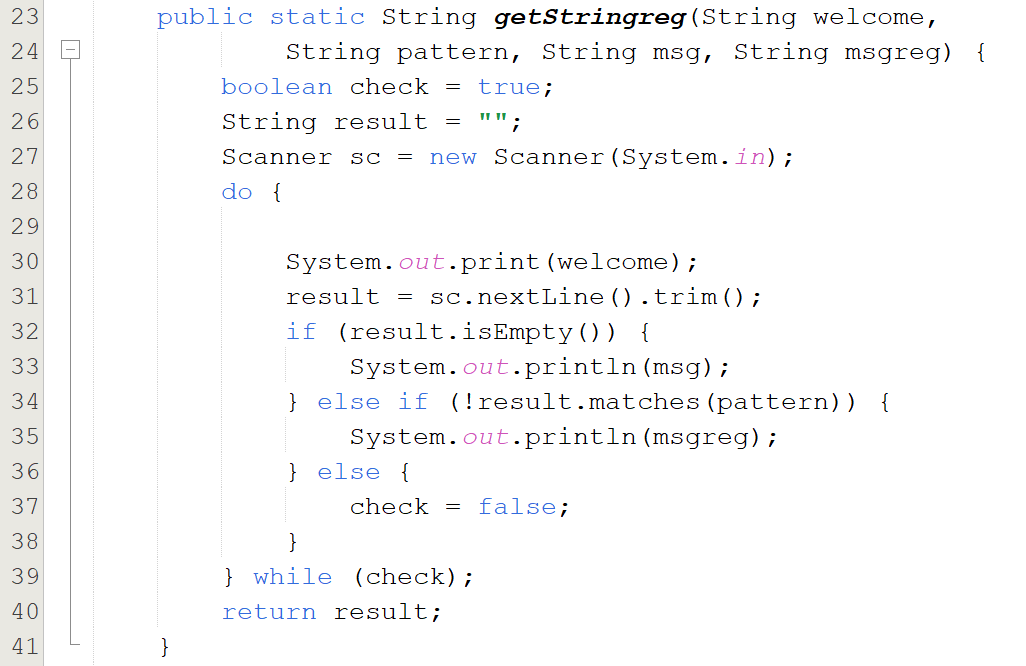 23 public static String getStringreg(String welcome,
24 String pattern, String msg, String msgreg) {
25 boolean check = true;
26 String result = "";
27 Scanner sc = new Scanner(System.in);
28 do {
29
30 System.out.print(welcome);
31 result = sc.nextLine().trim();
32 if (result.isEmpty()) {
33 System.out.println(msg);
34 } else if (!result.matches(pattern)) {
35 System.out.println(msgreg);
36 } else {
37 check = false;
38 }
39 } while (check);
40 return result;
41 }